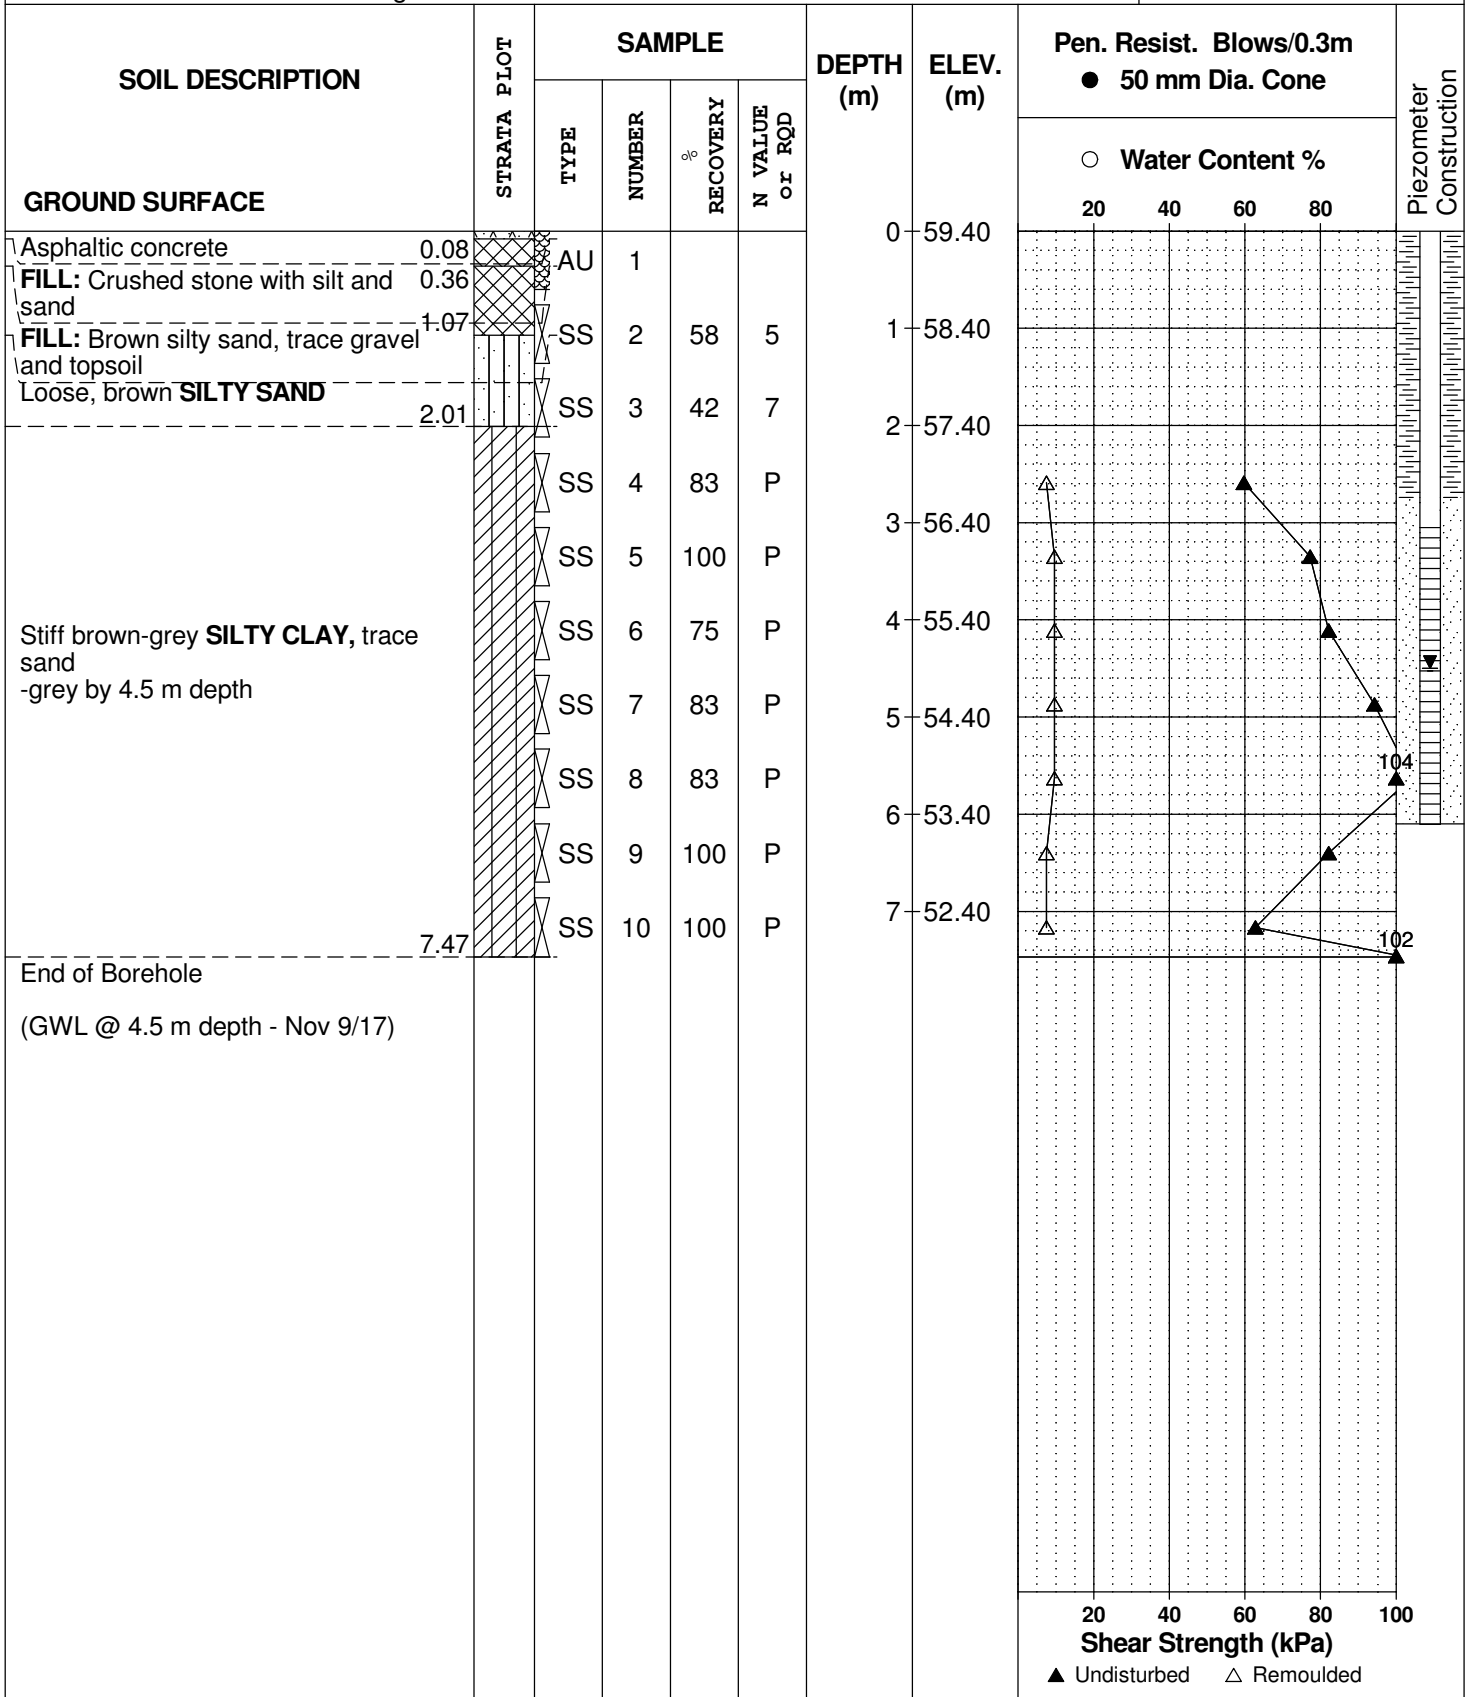 SOIL DESCRIPTION
GROUND SURFACE
STRATA PLOT
SAMPLE
TYPE
NUMBER
% RECOVERY
N VALUE or RQD
DEPTH (m)
ELEV. (m)
Pen. Resist. Blows/0.3m
● 50 mm Dia. Cone
○ Water Content %
20 40 60 80
Piezometer Construction
0 59.40
Asphaltic concrete 0.08
AU 1
FILL: Crushed stone with silt and 0.36
sand
1.07
SS 2 58 5
1 58.40
FILL: Brown silty sand, trace gravel
and topsoil
Loose, brown SILTY SAND
2.01
SS 3 42 7
2 57.40
SS 4 83 P
3 56.40
SS 5 100 P
4 55.40
SS 6 75 P
Stiff brown-grey SILTY CLAY, trace
sand
-grey by 4.5 m depth
SS 7 83 P
5 54.40
104
SS 8 83 P
6 53.40
SS 9 100 P
7 52.40
SS 10 100 P
102
7.47
End of Borehole
(GWL @ 4.5 m depth - Nov 9/17)
20 40 60 80 100
Shear Strength (kPa)
▲ Undisturbed △ Remoulded